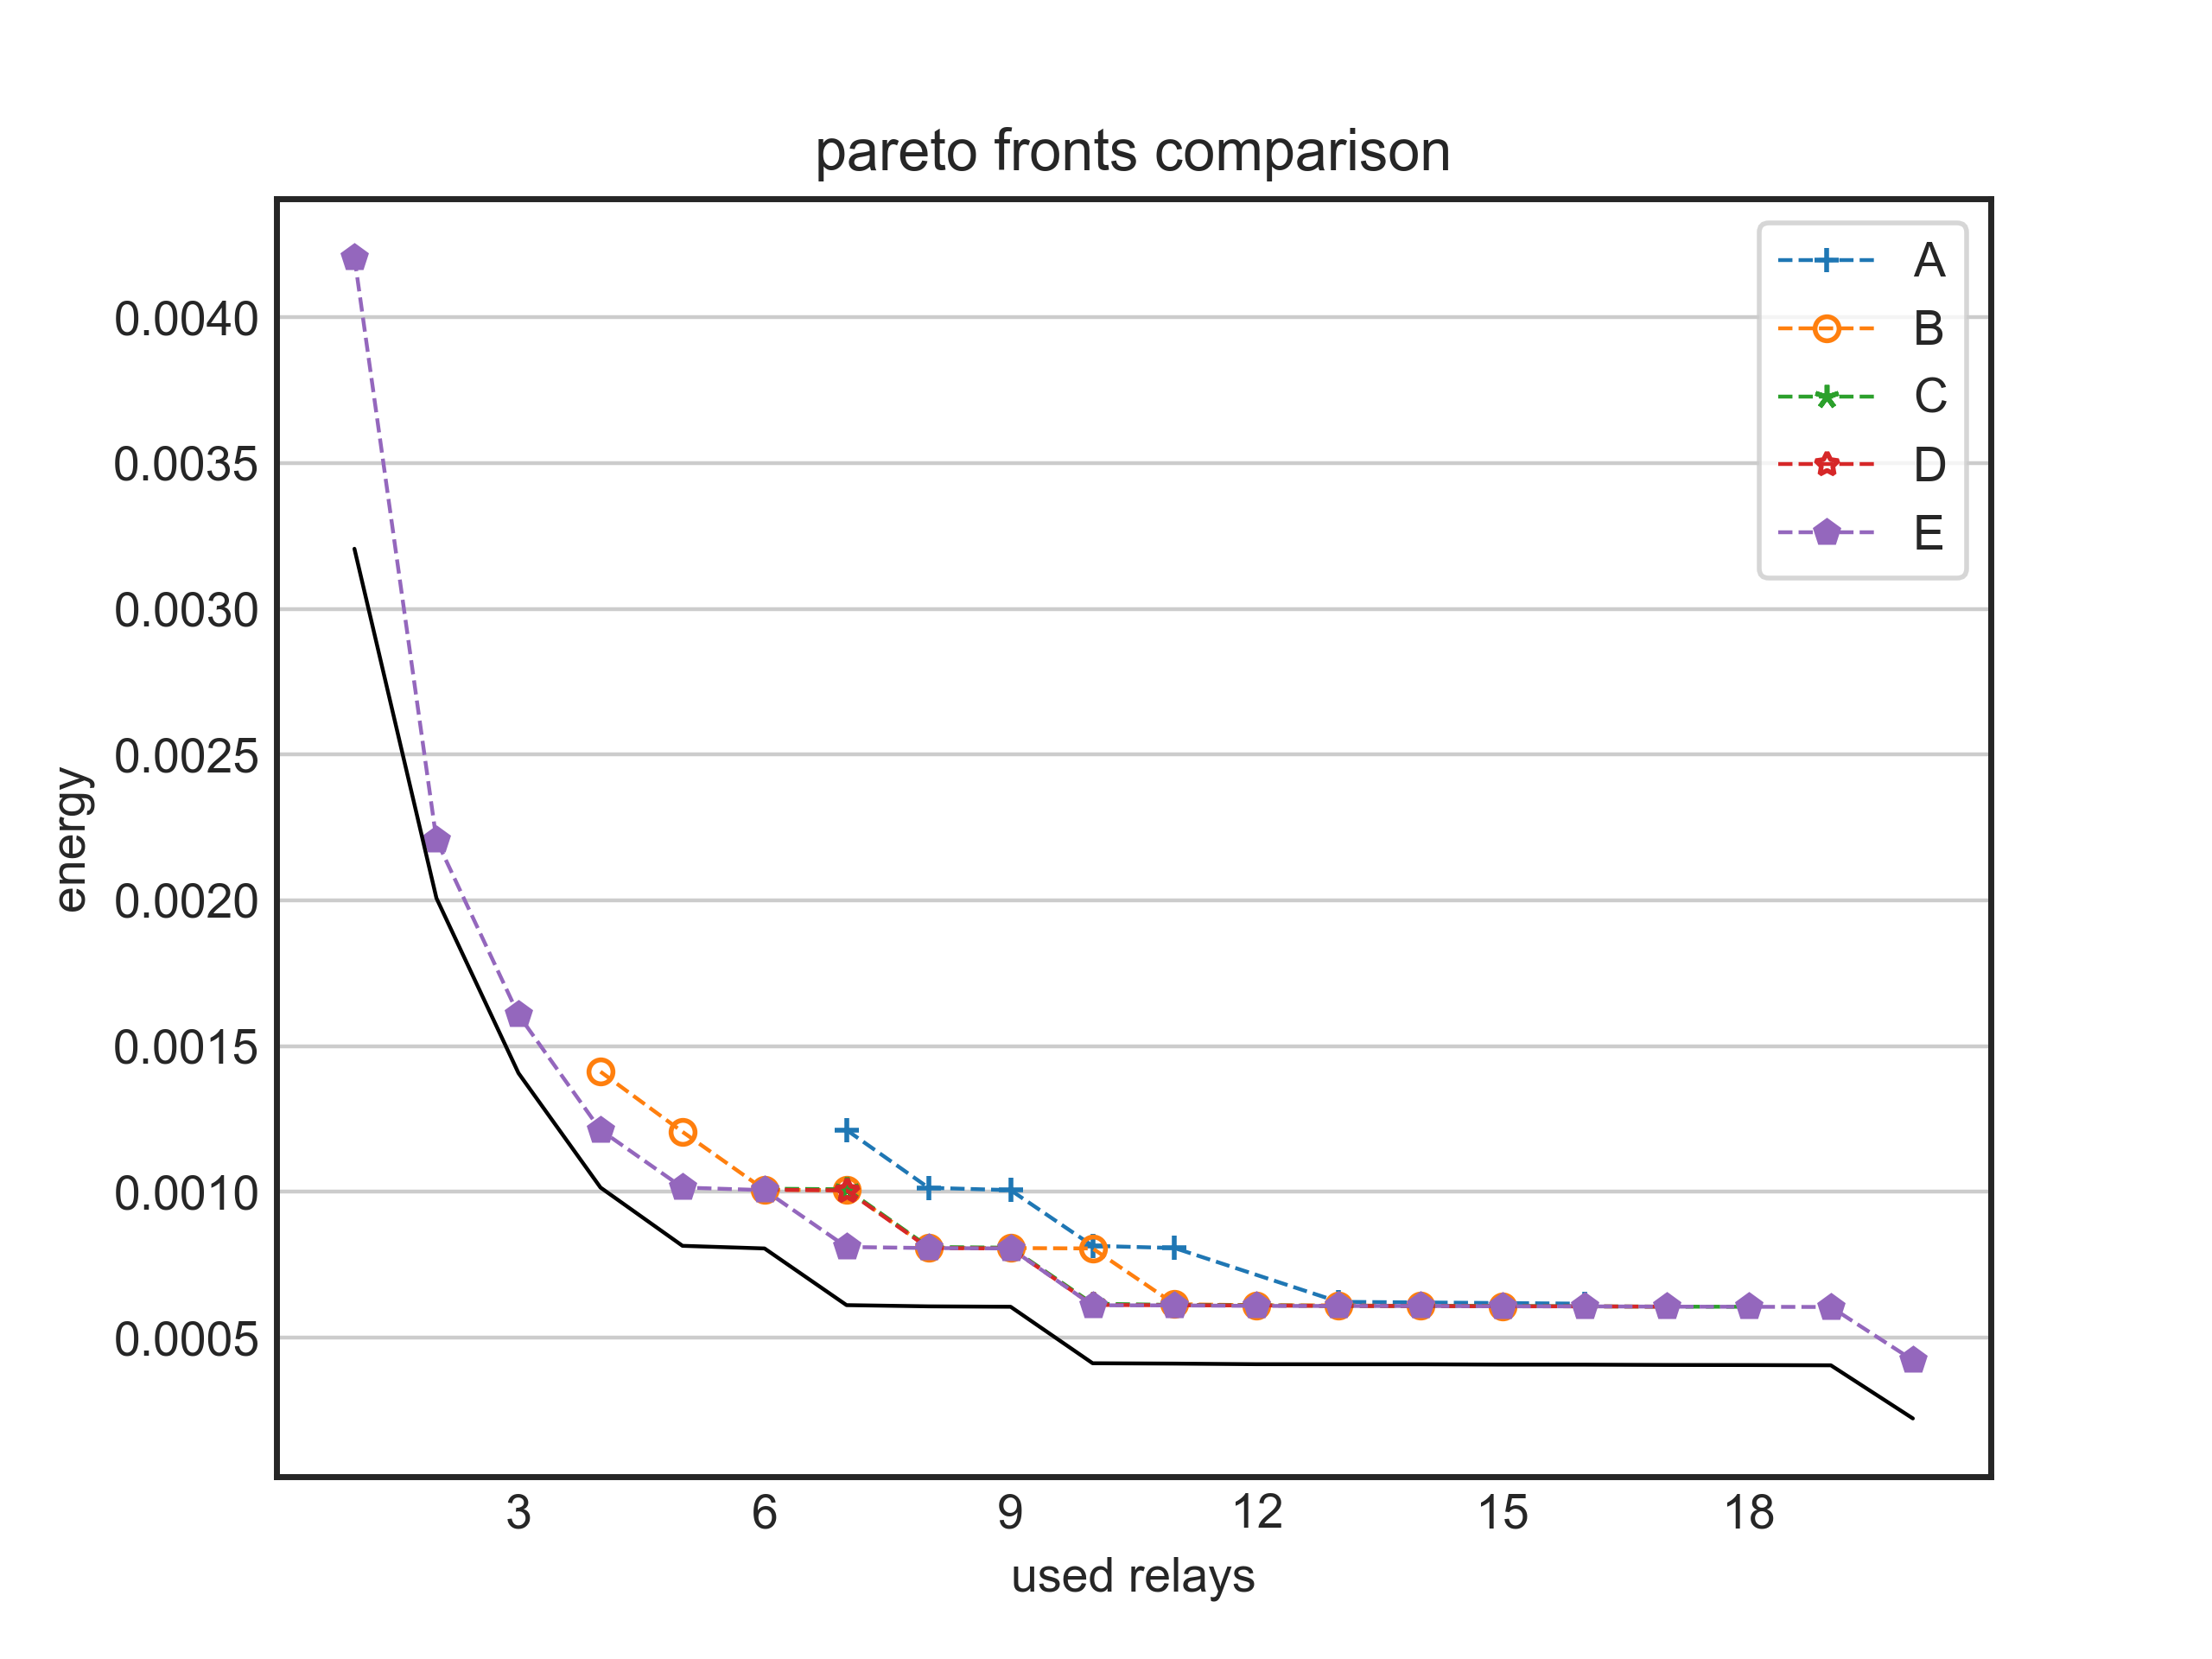 pareto fronts comparison
A
B
C
D
E
0.0040
0.0035
0.0030
0.0025
0.0020
0.0015
0.0010
0.0005
energy
3 6 9 12 15 18
used relays